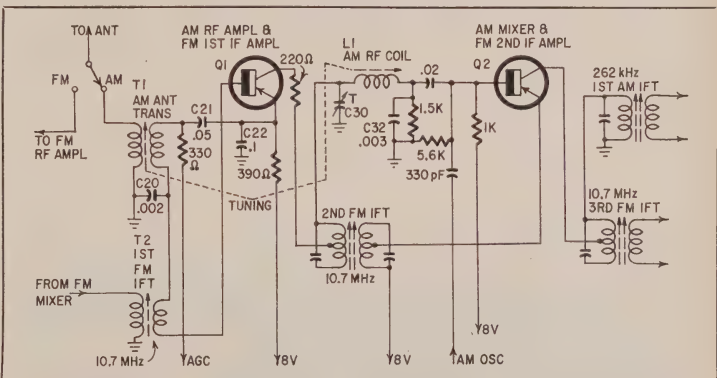 TO ANT
FM
AM
TO FM
RF AMPL
T1
AM ANT
TRANS
C20
.002
T2
1ST
FM
IFT
FROM FM
MIXER
10.7 MHz
AM RF AMPL &
FM 1ST IF AMPL
Q1
C21
.05
330
Ω
C22
.1
390Ω
TUNING
AGC
8V
220Ω
L1
AM RF COIL
T
C30
C32
.003
1.5K
5.6K
330 pF
.02
2ND FM IFT
10.7 MHz
8V
AM OSC
AM MIXER &
FM 2ND IF AMPL
Q2
1K
8V
262 kHz
1ST AM IFT
10.7 MHz
3RD FM IFT